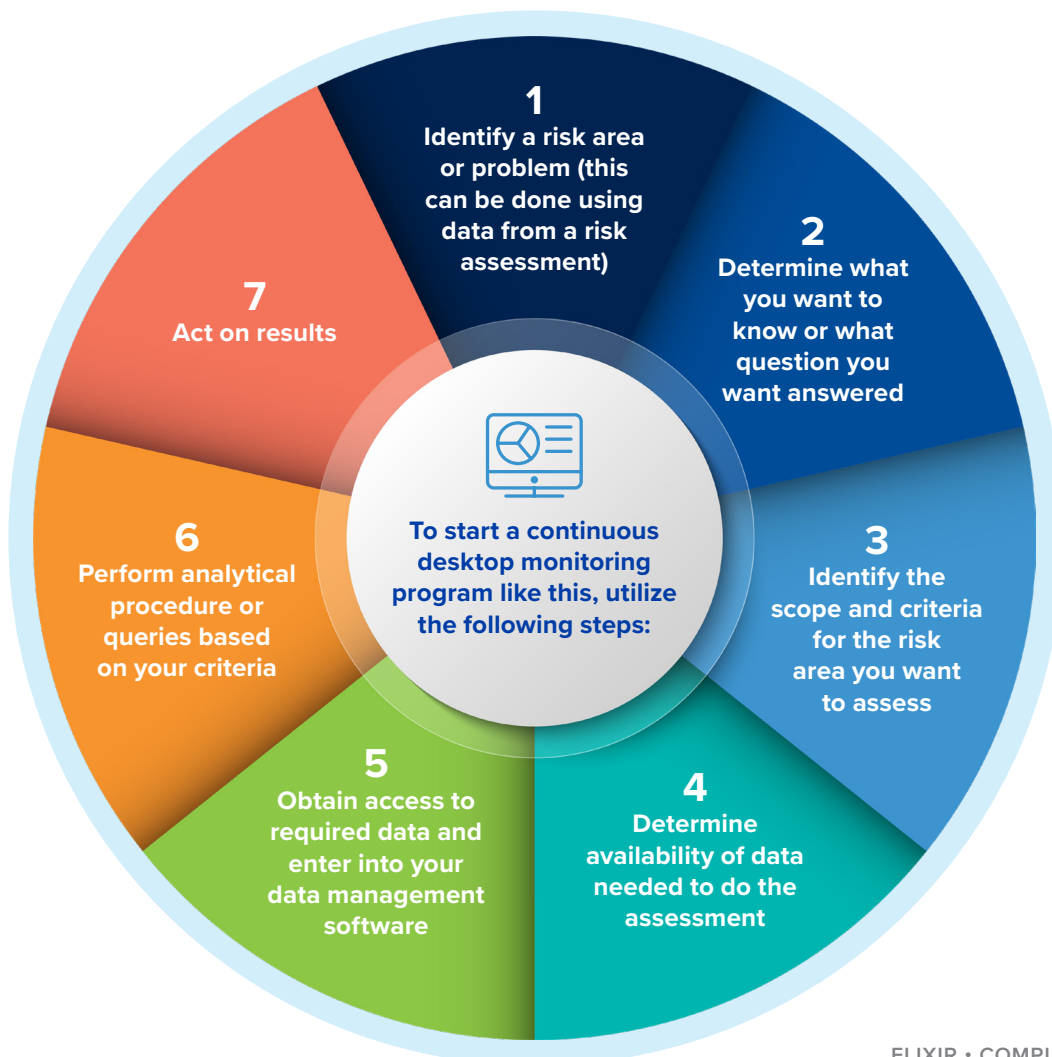 1
Identify a risk area
or problem (this
can be done using
data from a risk
assessment)
2
Determine what
you want to
know or what
question you
want answered
3
Identify the
scope and criteria
for the risk
area you want
to assess
4
Determine
availability of data
needed to do the
assessment
5
Obtain access to
required data and
enter into your
data management
software
6
Perform analytical
procedure or
queries based
on your criteria
7
Act on results
To start a continuous
desktop monitoring
program like this, utilize
the following steps:
ELIXIR •